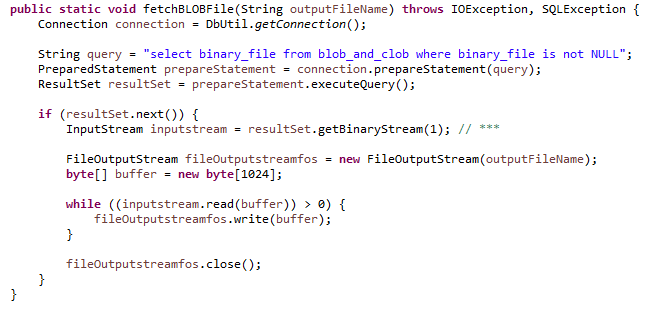 public static void fetchBLOBFile(String outputFileName) throws IOException, SQLException {
    Connection connection = DbUtil.getConnection();

    String query = "select binary_file from blob_and_clob where binary_file is not NULL";
    PreparedStatement prepareStatement = connection.prepareStatement(query);
    ResultSet resultSet = prepareStatement.executeQuery();

    if (resultSet.next()) {
        InputStream inputstream = resultSet.getBinaryStream(1); // ***

        FileOutputStream fileOutputstreamfos = new FileOutputStream(outputFileName);
        byte[] buffer = new byte[1024];

        while ((inputstream.read(buffer)) > 0) {
            fileOutputstreamfos.write(buffer);
        }

        fileOutputstreamfos.close();
    }
}